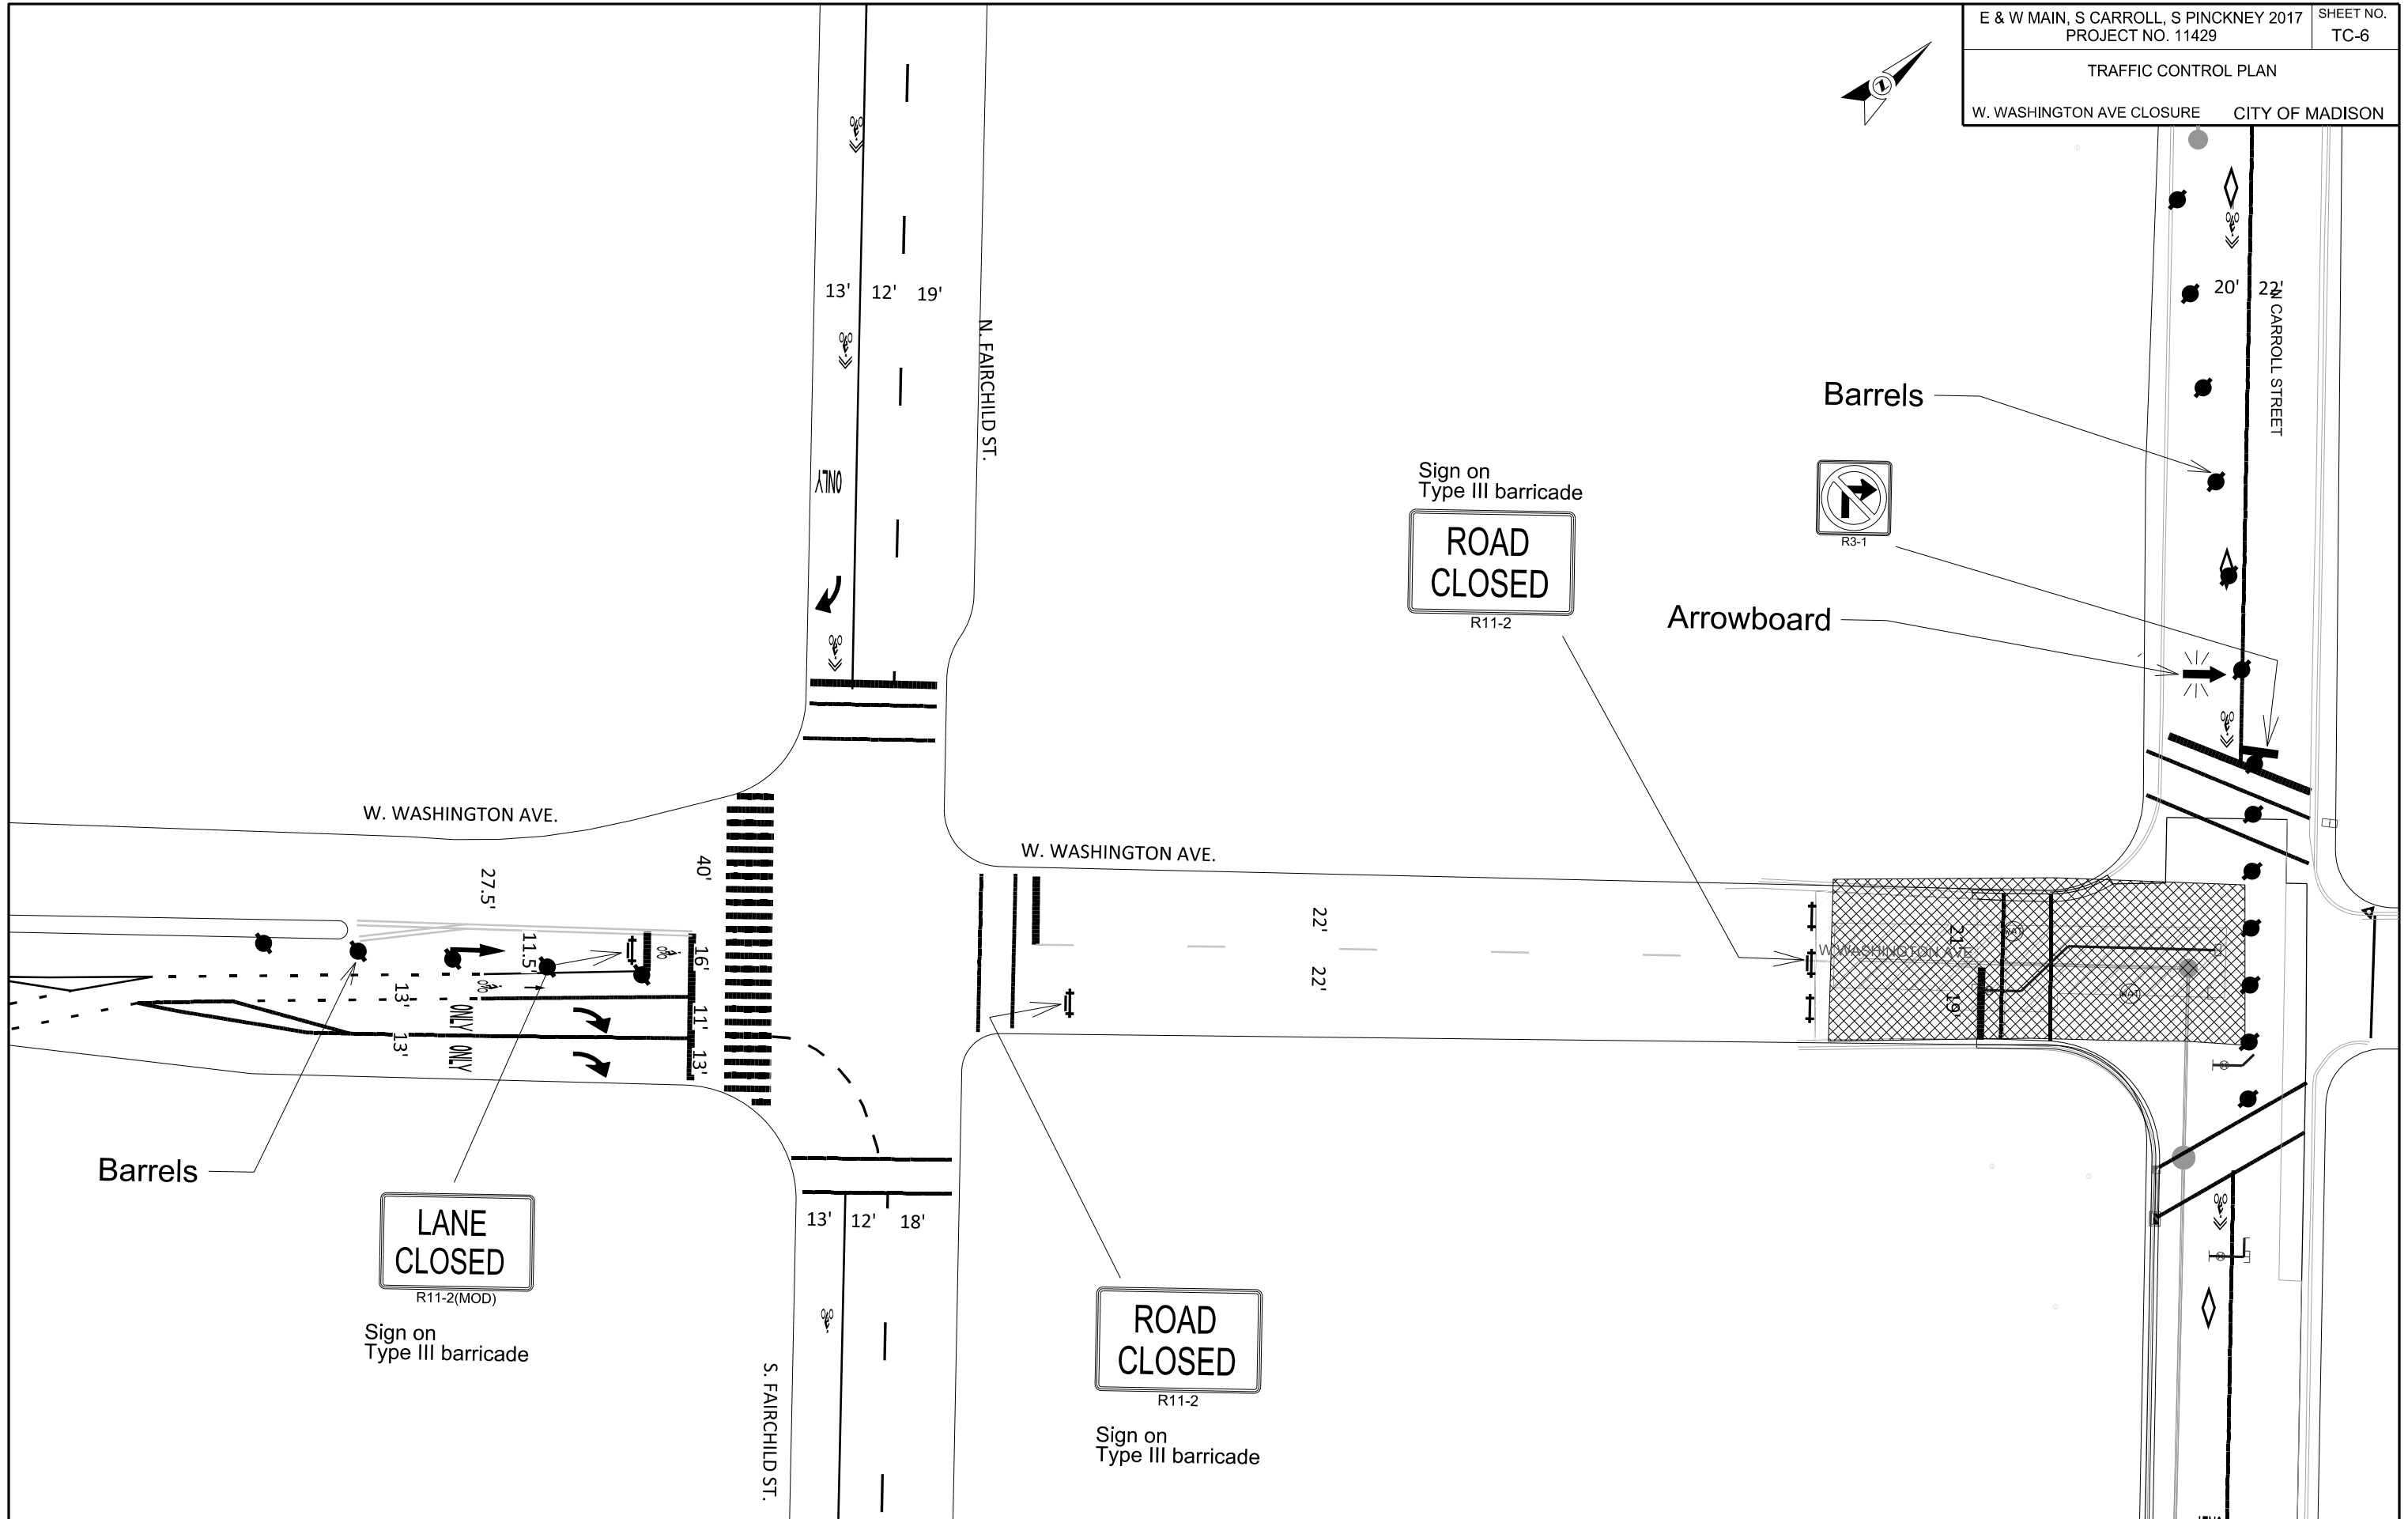 E & W MAIN, S CARROLL, S PINCKNEY 2017
PROJECT NO. 11429
SHEET NO.
TC-6
TRAFFIC CONTROL PLAN
W. WASHINGTON AVE CLOSURE
CITY OF MADISON
13' 12' 19'
N. FAIRCHILD ST.
ONLY
20' 22'
N CARROLL STREET
Barrels
Sign on
Type III barricade
ROAD
CLOSED
R11-2
R3-1
Arrowboard
W. WASHINGTON AVE.
W. WASHINGTON AVE.
40'
27.5'
11.5'
16'
13'
11'
13'
13'
ONLY
ONLY
22'
22'
21'
W WASHINGTON AVE
19'
Barrels
LANE
CLOSED
R11-2(MOD)
Sign on
Type III barricade
13' 12' 18'
S. FAIRCHILD ST.
ROAD
CLOSED
R11-2
Sign on
Type III barricade